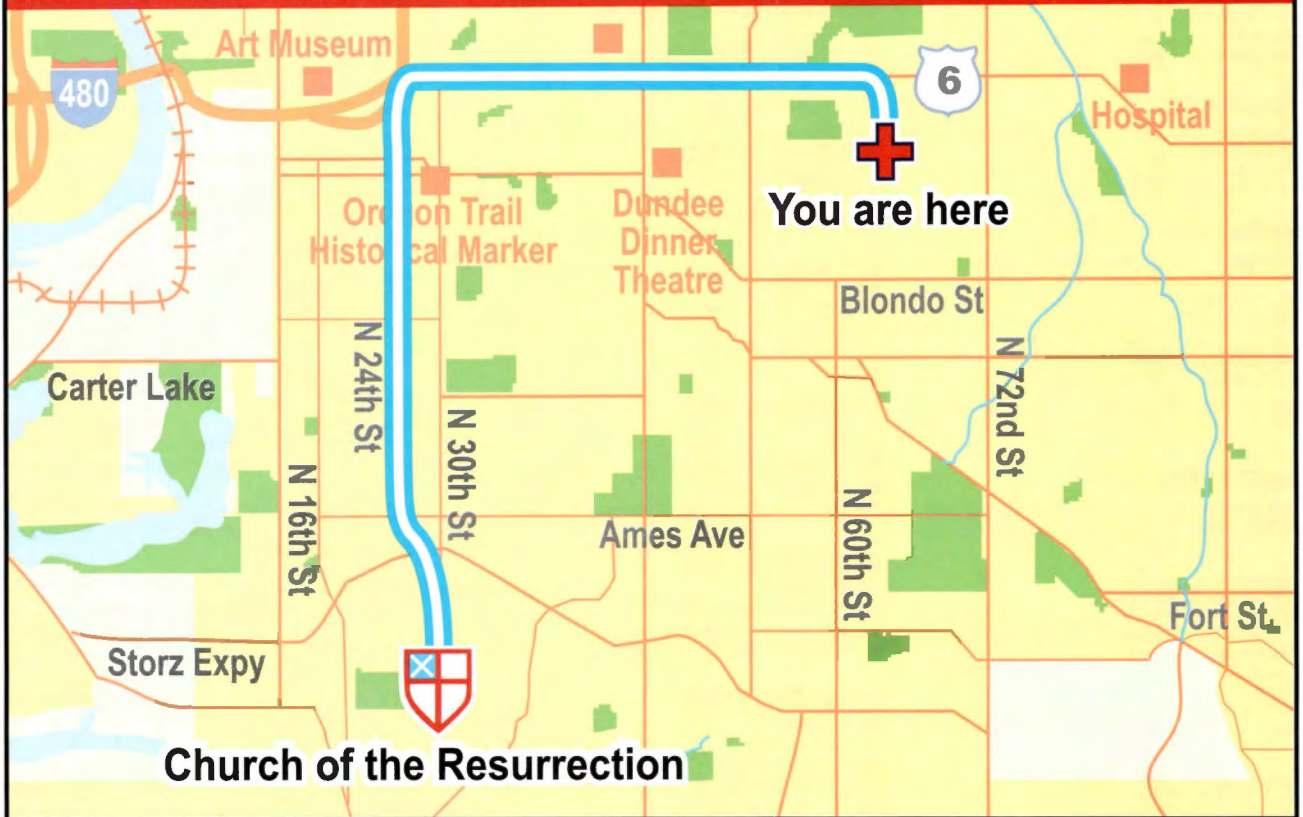 Art Museum
480
6
Hospital
You are here
Oregon Trail
Historical Marker
Dundee
Dinner
Theatre
Blondo St
N 24th St
N 72nd St
Carter Lake
N 30th St
N 16th St
Ames Ave
N 60th St
Fort St
Storz Expy
Church of the Resurrection